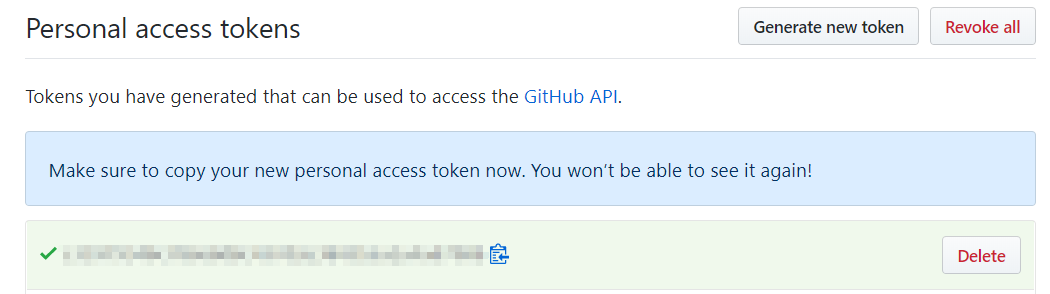 Personal access tokens
Generate new token
Revoke all
Tokens you have generated that can be used to access the GitHub API.
Make sure to copy your new personal access token now. You won’t be able to see it again!
Delete